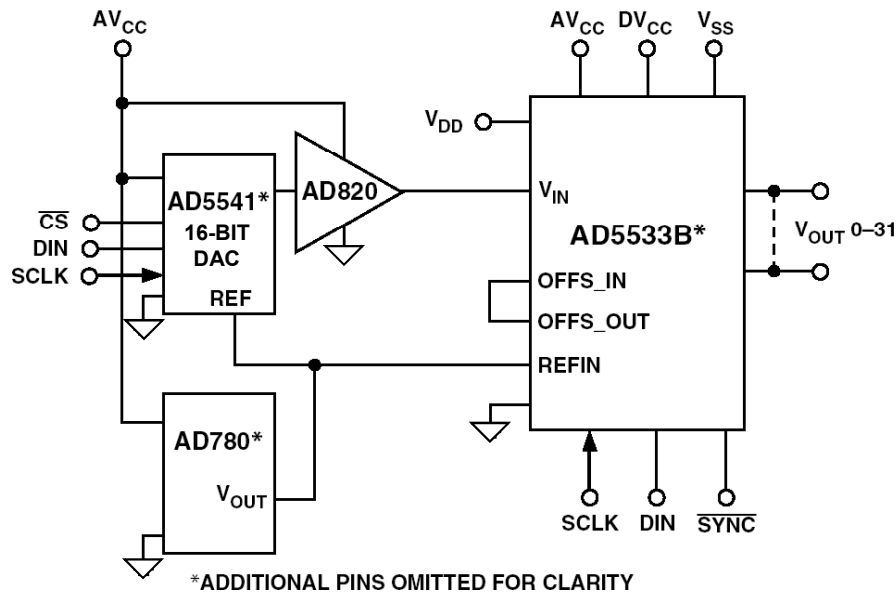 AVCC
AVCC DVCC VSS
VDD
AD5541*
16-BIT
DAC
REF
AD820
CS
DIN
SCLK
VIN
AD5533B*
VOUT 0–31
OFFS_IN
OFFS_OUT
REFIN
AD780*
VOUT
SCLK DIN SYNC
*ADDITIONAL PINS OMITTED FOR CLARITY